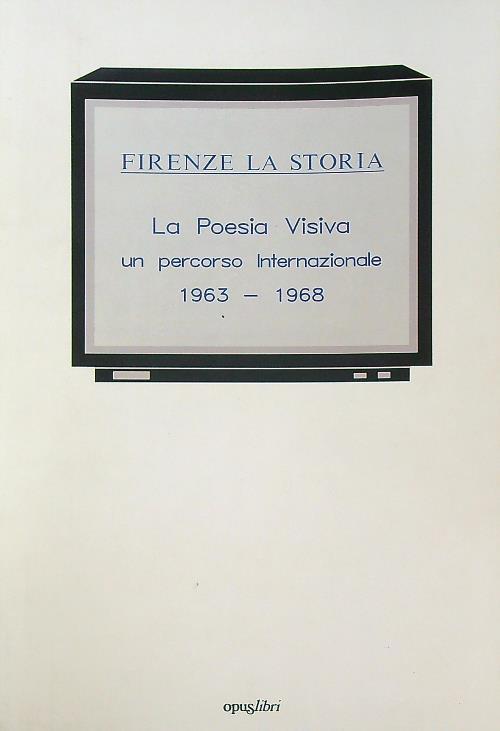 FIRENZE LA STORIA
La Poesia Visiva
un percorso Internazionale
1963 – 1968
opuslibri